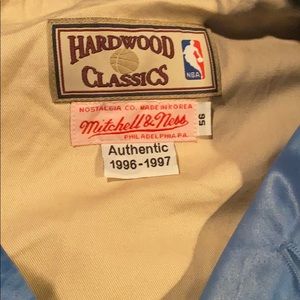 HARDWOOD
CLASSICS
NBA
NOSTALGIA CO. MADE IN KOREA
Mitchell & Ness
PHILADELPHIA PA.
56
Authentic
1996-1997